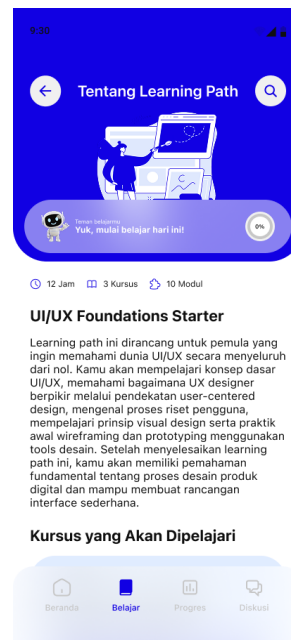 9:30
Tentang Learning Path
Teman belajarmu
Yuk, mulai belajar hari ini!
0%
12 Jam 3 Kursus 10 Modul
UI/UX Foundations Starter
Learning path ini dirancang untuk pemula yang
ingin memahami dunia UI/UX secara menyeluruh
dari nol. Kamu akan mempelajari konsep dasar
UI/UX, memahami bagaimana UX designer
berpikir melalui pendekatan user-centered
design, mengenal proses riset pengguna,
mempelajari prinsip visual design serta praktik
awal wireframing dan prototyping menggunakan
tools desain. Setelah menyelesaikan learning
path ini, kamu akan memiliki pemahaman
fundamental tentang proses desain produk
digital dan mampu membuat rancangan
interface sederhana.
Kursus yang Akan Dipelajari
Beranda Belajar Progres Diskusi